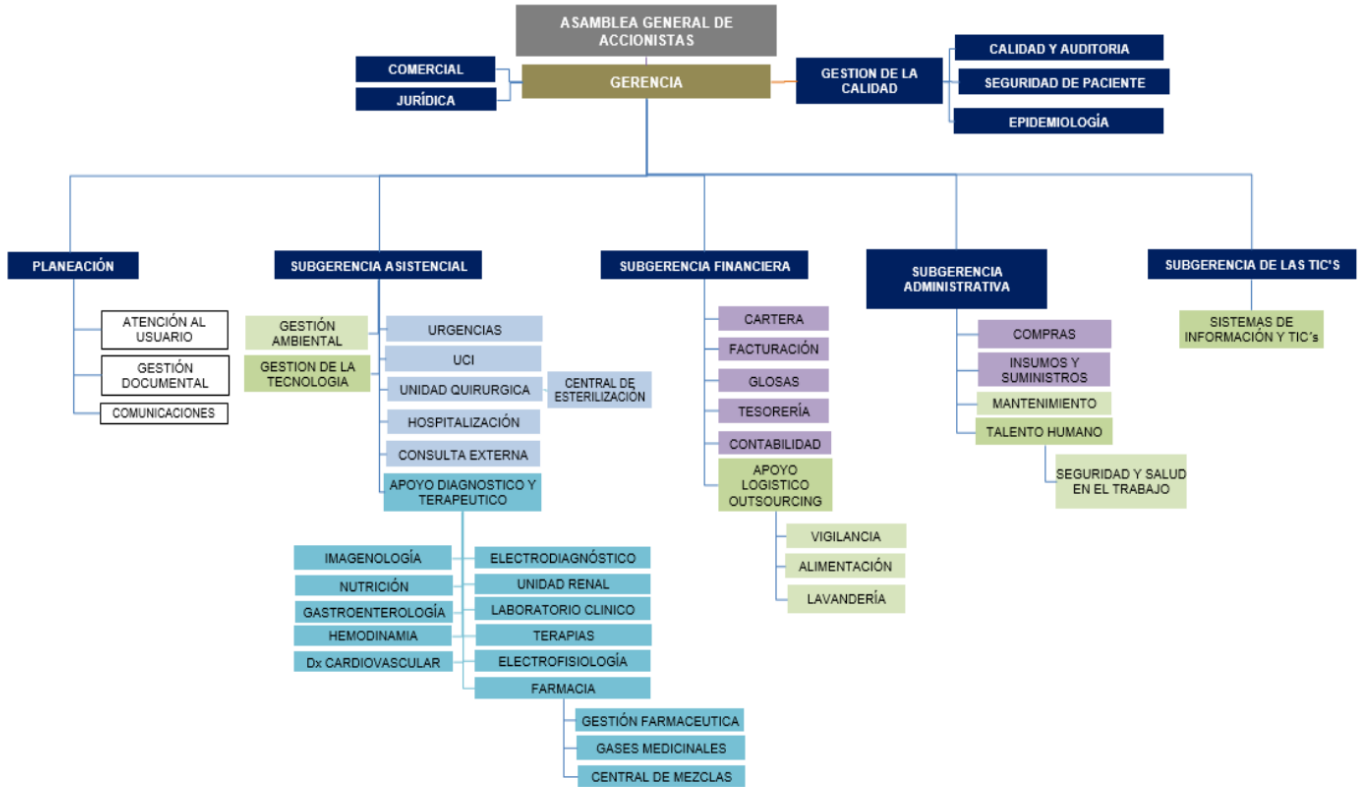 ASAMBLEA GENERAL DE
ACCIONISTAS
GERENCIA
COMERCIAL
JURÍDICA
GESTION DE LA
CALIDAD
CALIDAD Y AUDITORIA
SEGURIDAD DE PACIENTE
EPIDEMIOLOGÍA
PLANEACIÓN
ATENCIÓN AL
USUARIO
GESTIÓN
DOCUMENTAL
COMUNICACIONES
SUBGERENCIA ASISTENCIAL
GESTIÓN
AMBIENTAL
GESTION DE LA
TECNOLOGIA
URGENCIAS
UCI
UNIDAD QUIRURGICA
CENTRAL DE
ESTERILIZACIÓN
HOSPITALIZACIÓN
CONSULTA EXTERNA
APOYO DIAGNOSTICO Y
TERAPEUTICO
IMAGENOLOGÍA
NUTRICIÓN
GASTROENTEROLOGÍA
HEMODINAMIA
Dx CARDIOVASCULAR
ELECTRODIAGNÓSTICO
UNIDAD RENAL
LABORATORIO CLINICO
TERAPIAS
ELECTROFISIOLOGÍA
FARMACIA
GESTIÓN FARMACEUTICA
GASES MEDICINALES
CENTRAL DE MEZCLAS
SUBGERENCIA FINANCIERA
CARTERA
FACTURACIÓN
GLOSAS
TESORERÍA
CONTABILIDAD
APOYO
LOGISTICO
OUTSOURCING
VIGILANCIA
ALIMENTACIÓN
LAVANDERÍA
SUBGERENCIA
ADMINISTRATIVA
COMPRAS
INSUMOS Y
SUMINISTROS
MANTENIMIENTO
TALENTO HUMANO
SEGURIDAD Y SALUD
EN EL TRABAJO
SUBGERENCIA DE LAS TIC'S
SISTEMAS DE
INFORMACIÓN Y TIC's